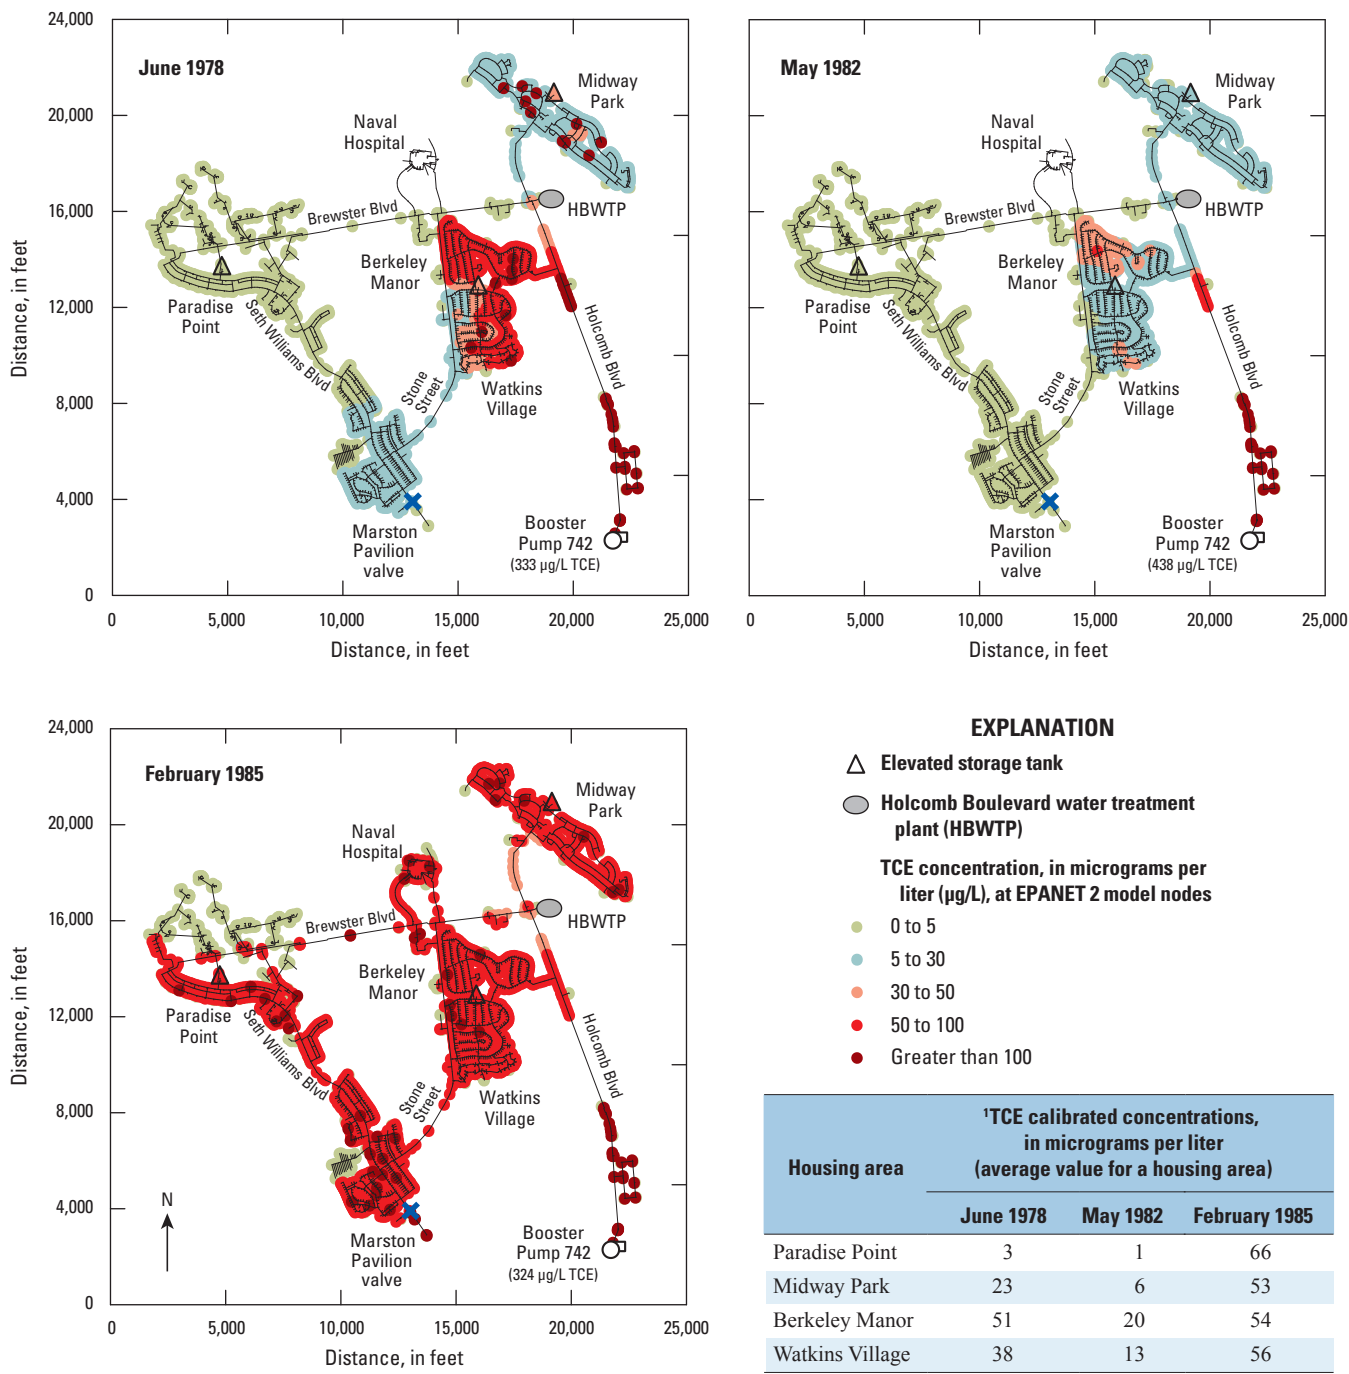 24,000
20,000
16,000
12,000
8,000
4,000
0
Distance, in feet
June 1978
Midway
Park
Naval
Hospital
HBWTP
Brewster Blvd
Berkeley
Manor
Paradise
Point
Seth Williams Blvd
Stone
Street
Watkins
Village
Holcomb Blvd
Marston
Pavilion
valve
Booster
Pump 742
(333 µg/L TCE)
0 5,000 10,000 15,000 20,000 25,000
Distance, in feet
May 1982
Midway
Park
Naval
Hospital
HBWTP
Brewster Blvd
Berkeley
Manor
Paradise
Point
Seth Williams Blvd
Stone
Street
Watkins
Village
Holcomb Blvd
Marston
Pavilion
valve
Booster
Pump 742
(438 µg/L TCE)
0 5,000 10,000 15,000 20,000 25,000
Distance, in feet
24,000
20,000
16,000
12,000
8,000
4,000
0
Distance, in feet
February 1985
Midway
Park
Naval
Hospital
HBWTP
Brewster Blvd
Berkeley
Manor
Paradise
Point
Seth Williams Blvd
Stone
Street
Watkins
Village
Holcomb Blvd
N
Marston
Pavilion
valve
Booster
Pump 742
(324 µg/L TCE)
0 5,000 10,000 15,000 20,000 25,000
Distance, in feet
EXPLANATION
Elevated storage tank
Holcomb Boulevard water treatment
plant (HBWTP)
TCE concentration, in micrograms per
liter (µg/L), at EPANET 2 model nodes
0 to 5
5 to 30
30 to 50
50 to 100
Greater than 100
Housing area
¹TCE calibrated concentrations,
in micrograms per liter
(average value for a housing area)
June 1978 May 1982 February 1985
Paradise Point 3 1 66
Midway Park 23 6 53
Berkeley Manor 51 20 54
Watkins Village 38 13 56